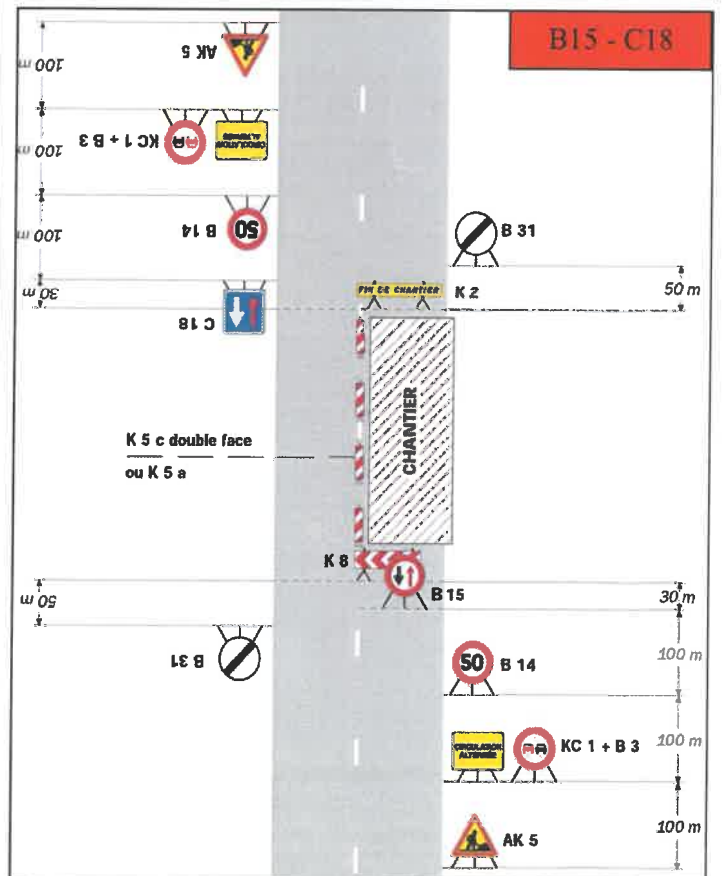 B15 - C18
100 m
AK 5
100 m
KC 1 + B 3
CIRCULATION
ALTERNEE
100 m
B 14
50
B 31
30 m
C 18
FIN DE CHANTIER
K 2
50 m
CHANTIER
K 5 c double face
ou K 5 a
K 8
B 15
30 m
50 m
B 31
50
B 14
100 m
CIRCULATION
ALTERNEE
KC 1 + B 3
100 m
AK 5
100 m